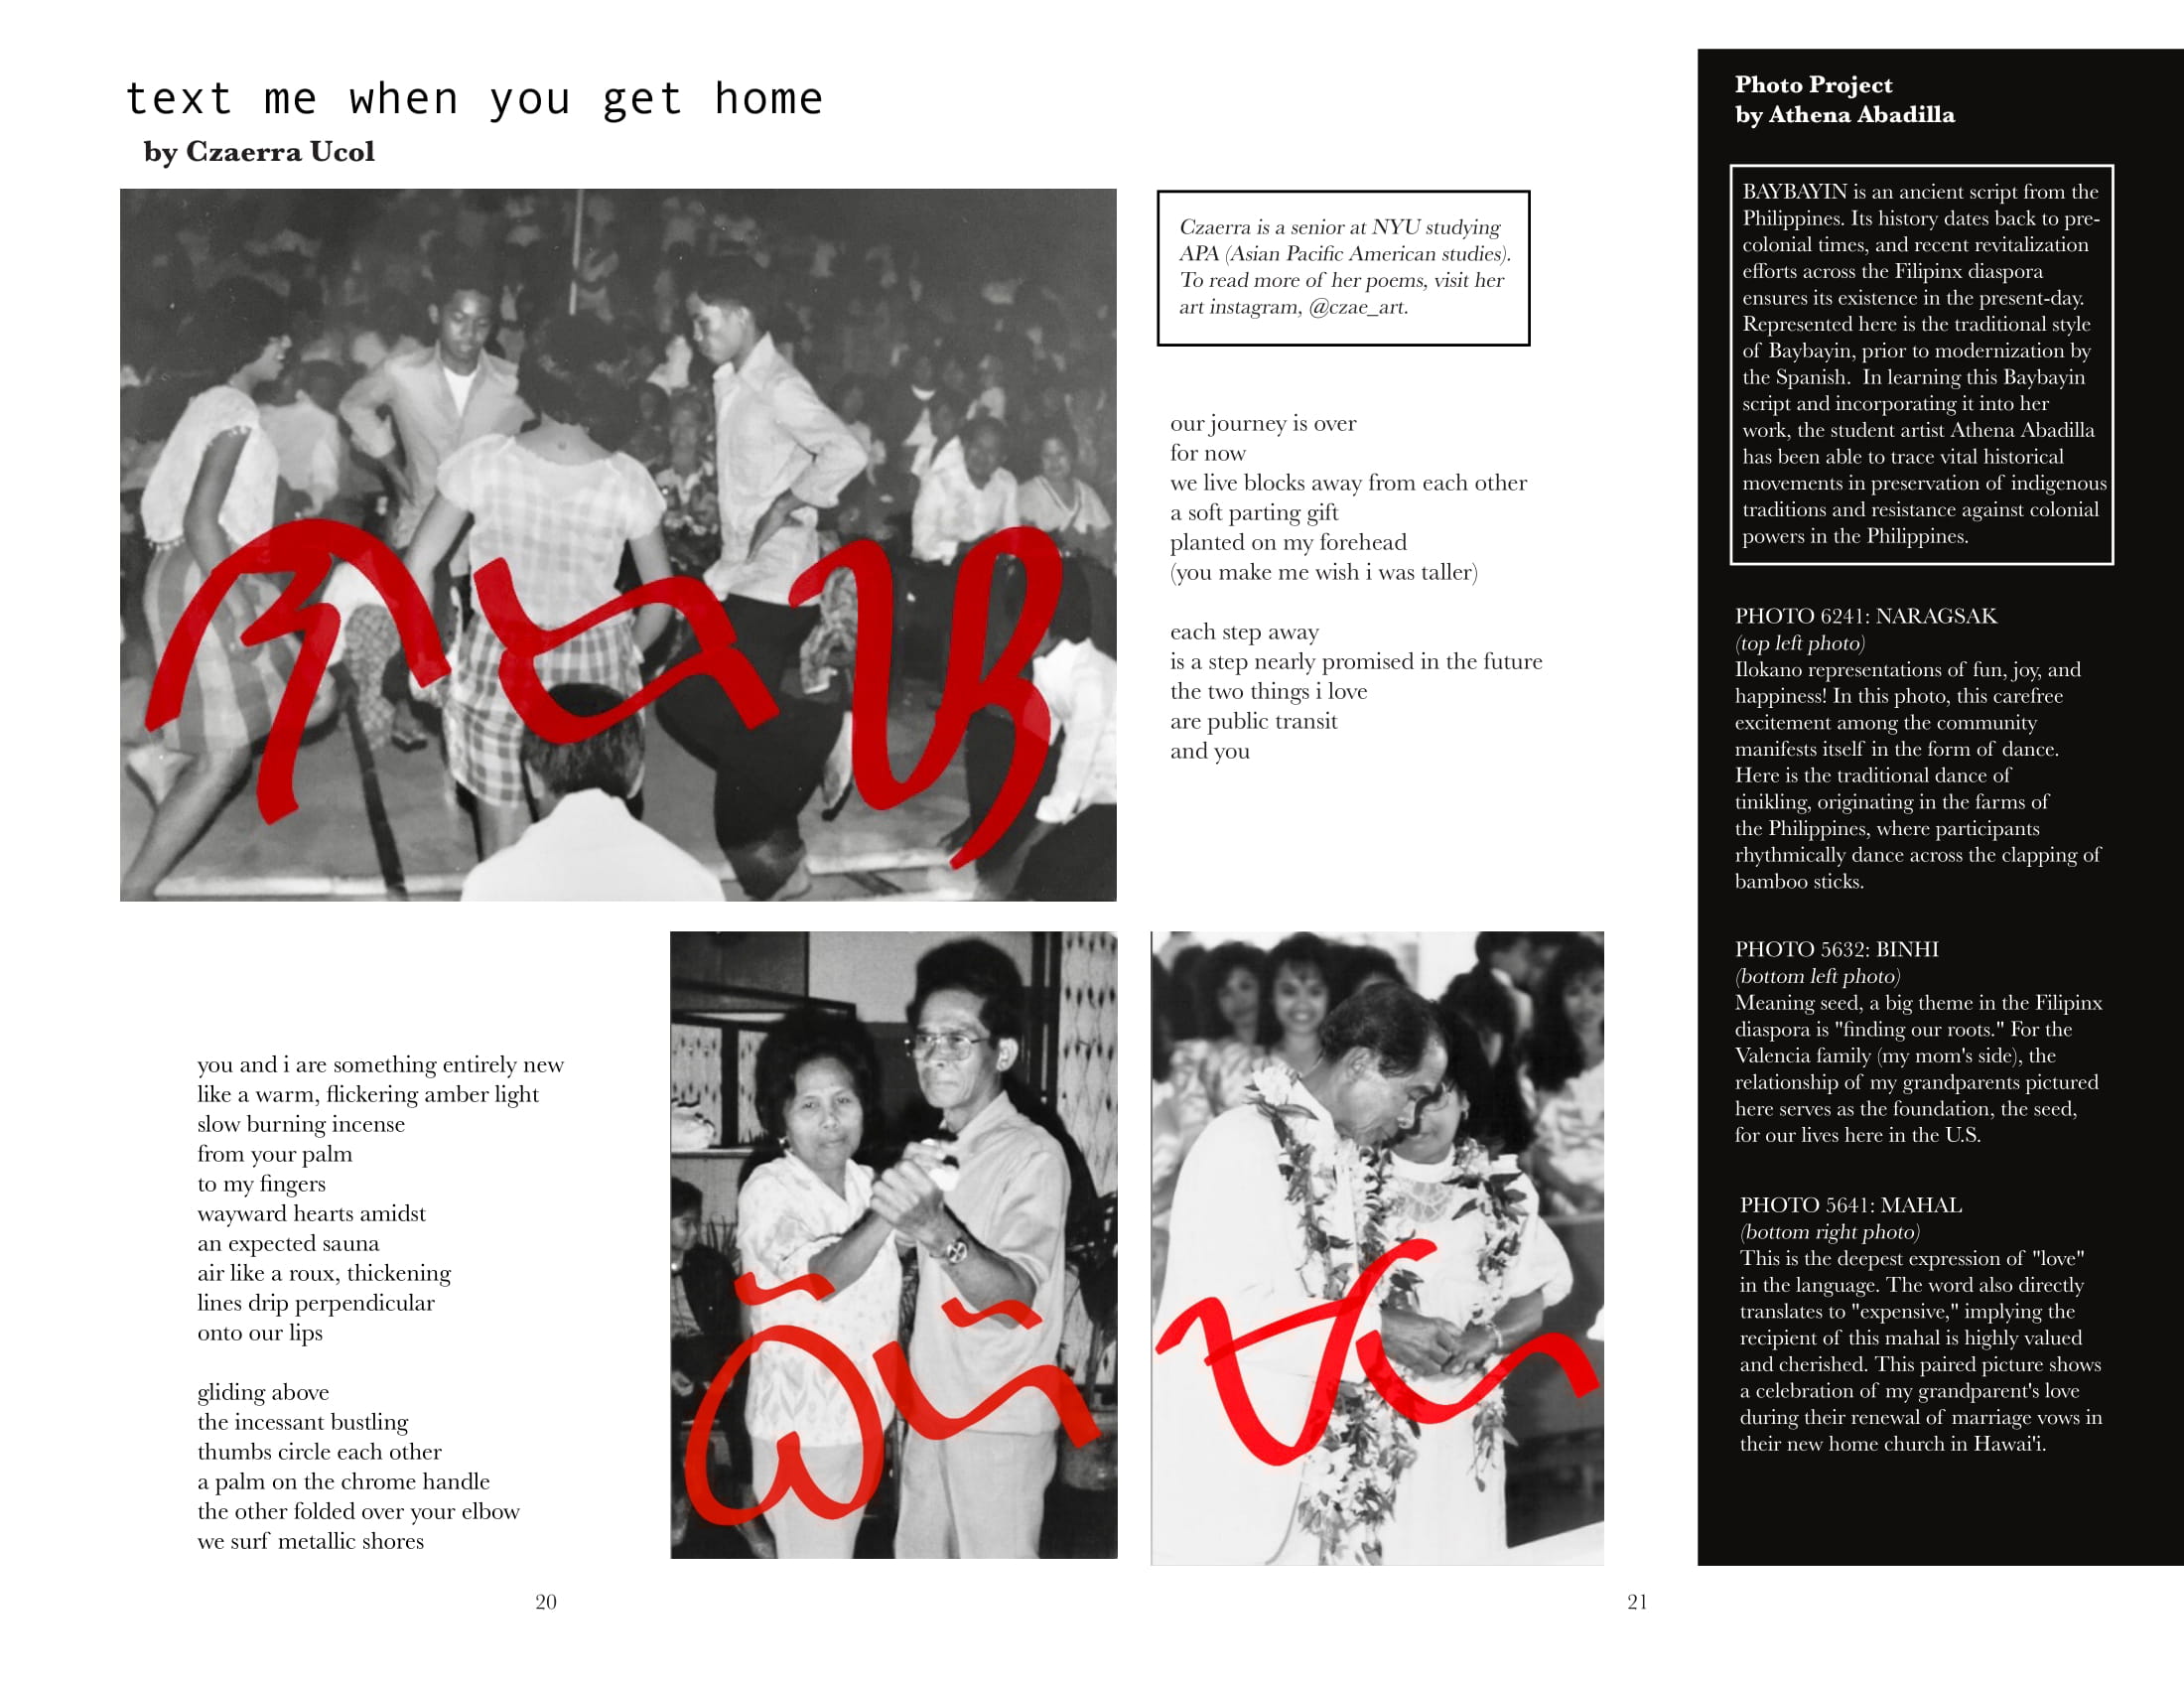 text me when you get home
by Czaerra Ucol
ᜈᜇᜐ
you and i are something entirely new
like a warm, flickering amber light
slow burning incense
from your palm
to my fingers
wayward hearts amidst
an expected sauna
air like a roux, thickening
lines drip perpendicular
onto our lips
gliding above
the incessant bustling
thumbs circle each other
a palm on the chrome handle
the other folded over your elbow
we surf metallic shores
ᜊᜒᜑᜒ
20
Czaerra is a senior at NYU studying
APA (Asian Pacific American studies).
To read more of her poems, visit her
art instagram, @czae_art.
our journey is over
for now
we live blocks away from each other
a soft parting gift
planted on my forehead
(you make me wish i was taller)
each step away
is a step nearly promised in the future
the two things i love
are public transit
and you
ᜋᜑ
21
Photo Project
by Athena Abadilla
BAYBAYIN is an ancient script from the
Philippines. Its history dates back to pre-
colonial times, and recent revitalization
efforts across the Filipinx diaspora
ensures its existence in the present-day.
Represented here is the traditional style
of Baybayin, prior to modernization by
the Spanish. In learning this Baybayin
script and incorporating it into her
work, the student artist Athena Abadilla
has been able to trace vital historical
movements in preservation of indigenous
traditions and resistance against colonial
powers in the Philippines.
PHOTO 6241: NARAGSAK
(top left photo)
Ilokano representations of fun, joy, and
happiness! In this photo, this carefree
excitement among the community
manifests itself in the form of dance.
Here is the traditional dance of
tinikling, originating in the farms of
the Philippines, where participants
rhythmically dance across the clapping of
bamboo sticks.
PHOTO 5632: BINHI
(bottom left photo)
Meaning seed, a big theme in the Filipinx
diaspora is "finding our roots." For the
Valencia family (my mom's side), the
relationship of my grandparents pictured
here serves as the foundation, the seed,
for our lives here in the U.S.
PHOTO 5641: MAHAL
(bottom right photo)
This is the deepest expression of "love"
in the language. The word also directly
translates to "expensive," implying the
recipient of this mahal is highly valued
and cherished. This paired picture shows
a celebration of my grandparent's love
during their renewal of marriage vows in
their new home church in Hawai'i.